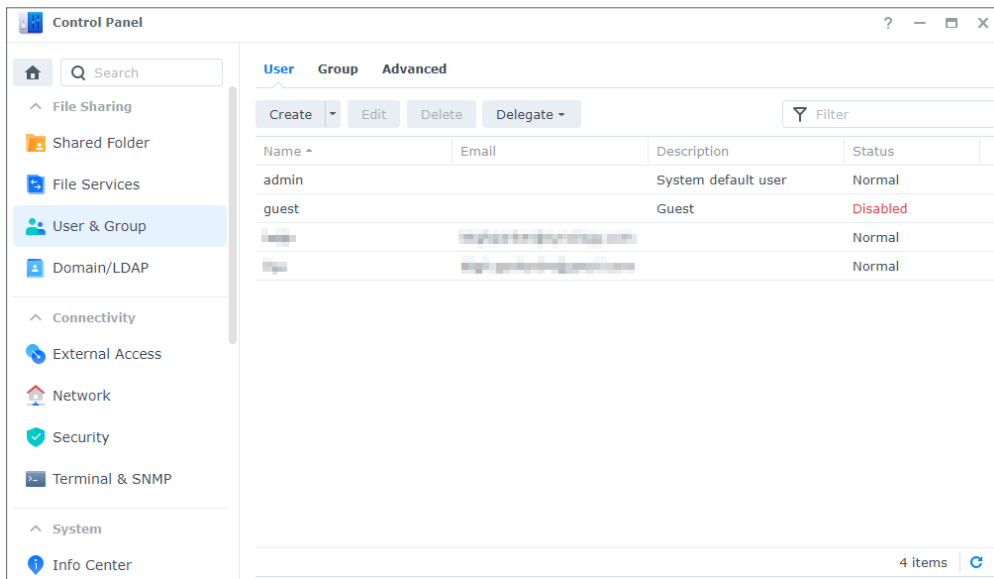 Control Panel
?
Search
User Group Advanced
File Sharing
Create Edit Delete Delegate Filter
Shared Folder
Name Email Description Status
File Services
admin System default user Normal
guest Guest Disabled
User & Group
Normal
Domain/LDAP
Normal
Connectivity
External Access
Network
Security
Terminal & SNMP
System
Info Center
4 items